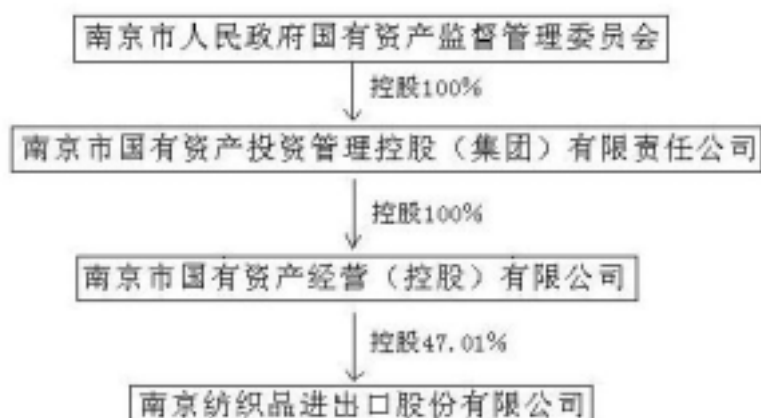 南京市人民政府国有资产监督管理委员会
控股100%
南京市国有资产投资管理控股（集团）有限责任公司
控股100%
南京市国有资产经营（控股）有限公司
控股47.01%
南京纺织品进出口股份有限公司